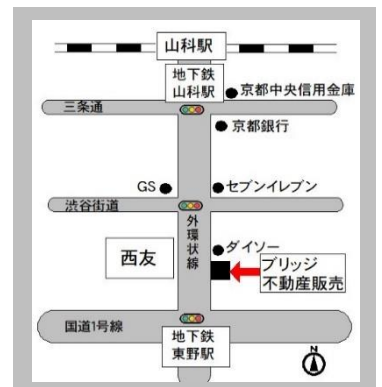 山科駅
地下鉄
山科駅
京都中央信用金庫
三条通
京都銀行
GS
セブンイレブン
渋谷街道
外環状線
西友
ダイソー
ブリッジ
不動産販売
国道1号線
地下鉄
東野駅
N